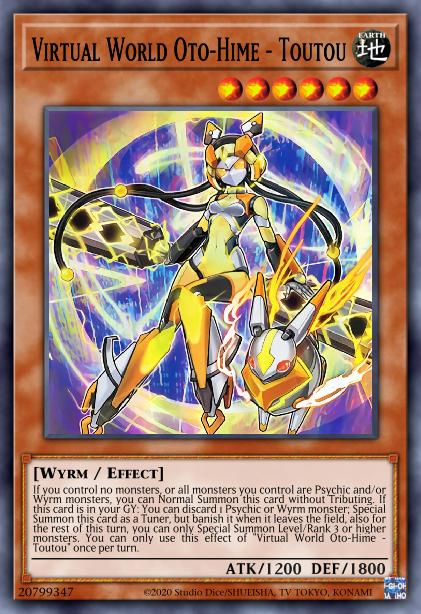 VIRTUAL WORLD OTO-HIME - TOUTOU
EARTH
地
[WYRM / EFFECT]
If you control no monsters, or all monsters you control are Psychic and/or
Wyrm monsters, you can Normal Summon this card without Tributing. If
this card is in your GY: You can discard 1 Psychic or Wyrm monster; Special
Summon this card as a Tuner, but banish it when it leaves the field, also for
the rest of this turn, you can only Special Summon Level/Rank 3 or higher
monsters. You can only use this effect of "Virtual World Oto-Hime -
Toutou" once per turn.
ATK/1200 DEF/1800
20799347
©2020 Studio Dice/SHUEISHA, TV TOKYO, KONAMI